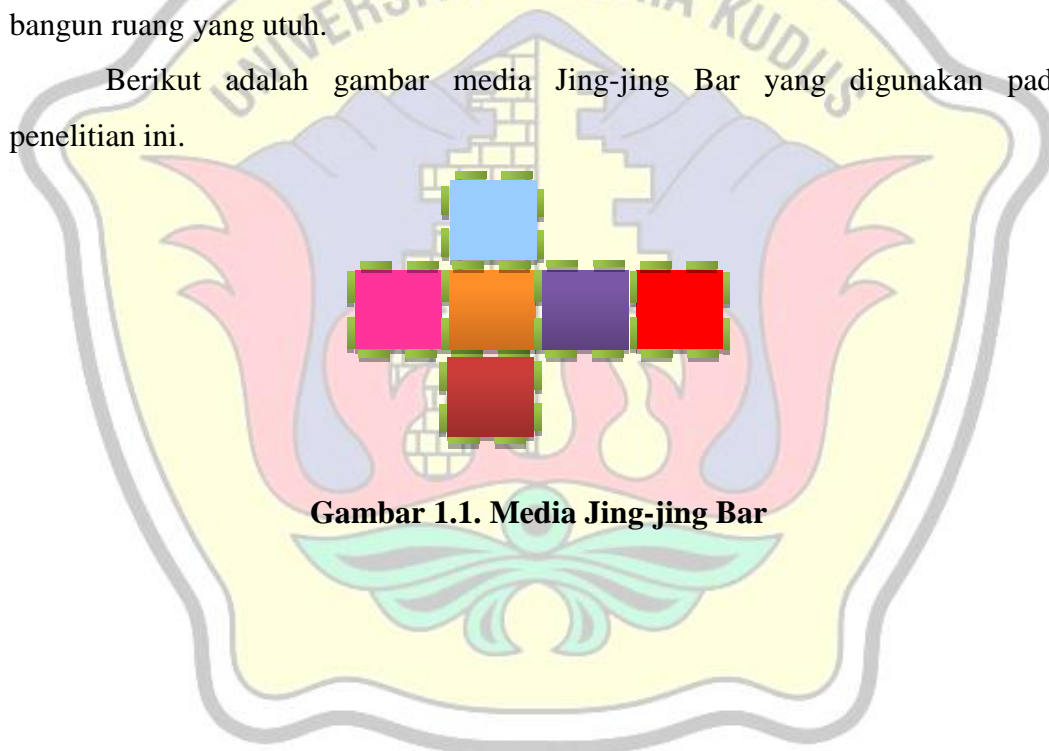 bangun ruang yang utuh.
Berikut adalah gambar media Jing-jing Bar yang digunakan pad
penelitian ini.
Gambar 1.1. Media Jing-jing Bar
KUDUS